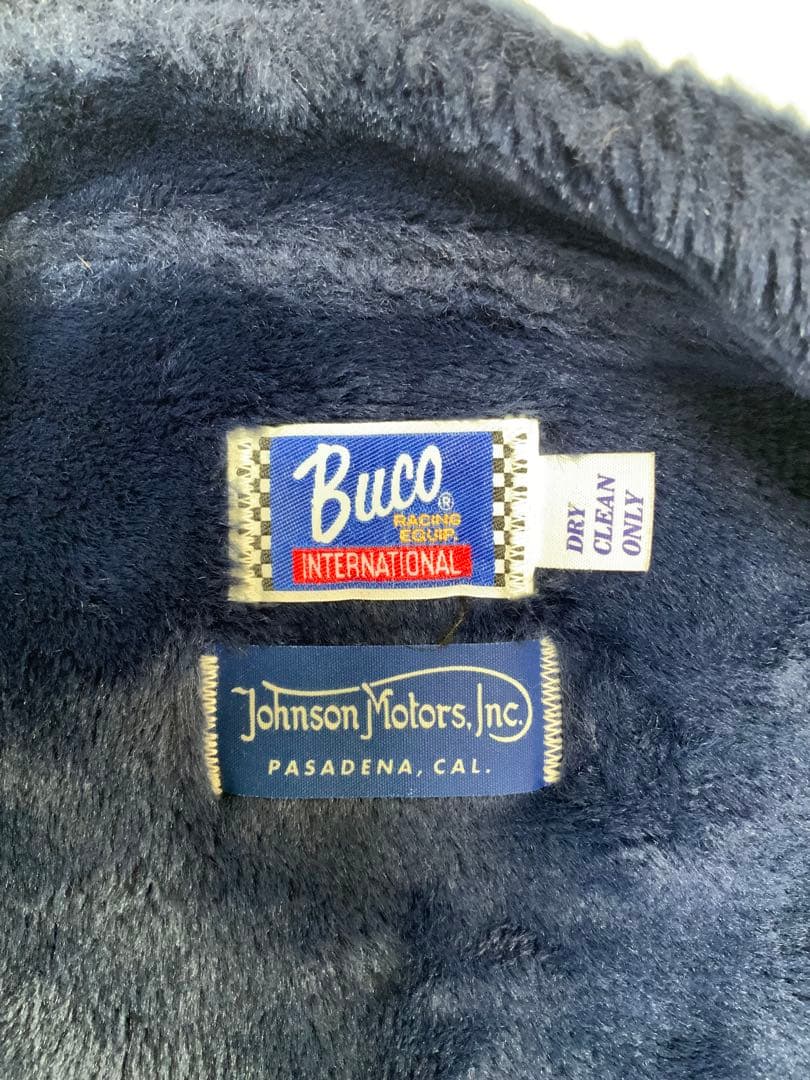 Buco®
RACING
EQUIP.
INTERNATIONAL
DRY
CLEAN
ONLY
Johnson Motors, Inc.
PASADENA, CAL.